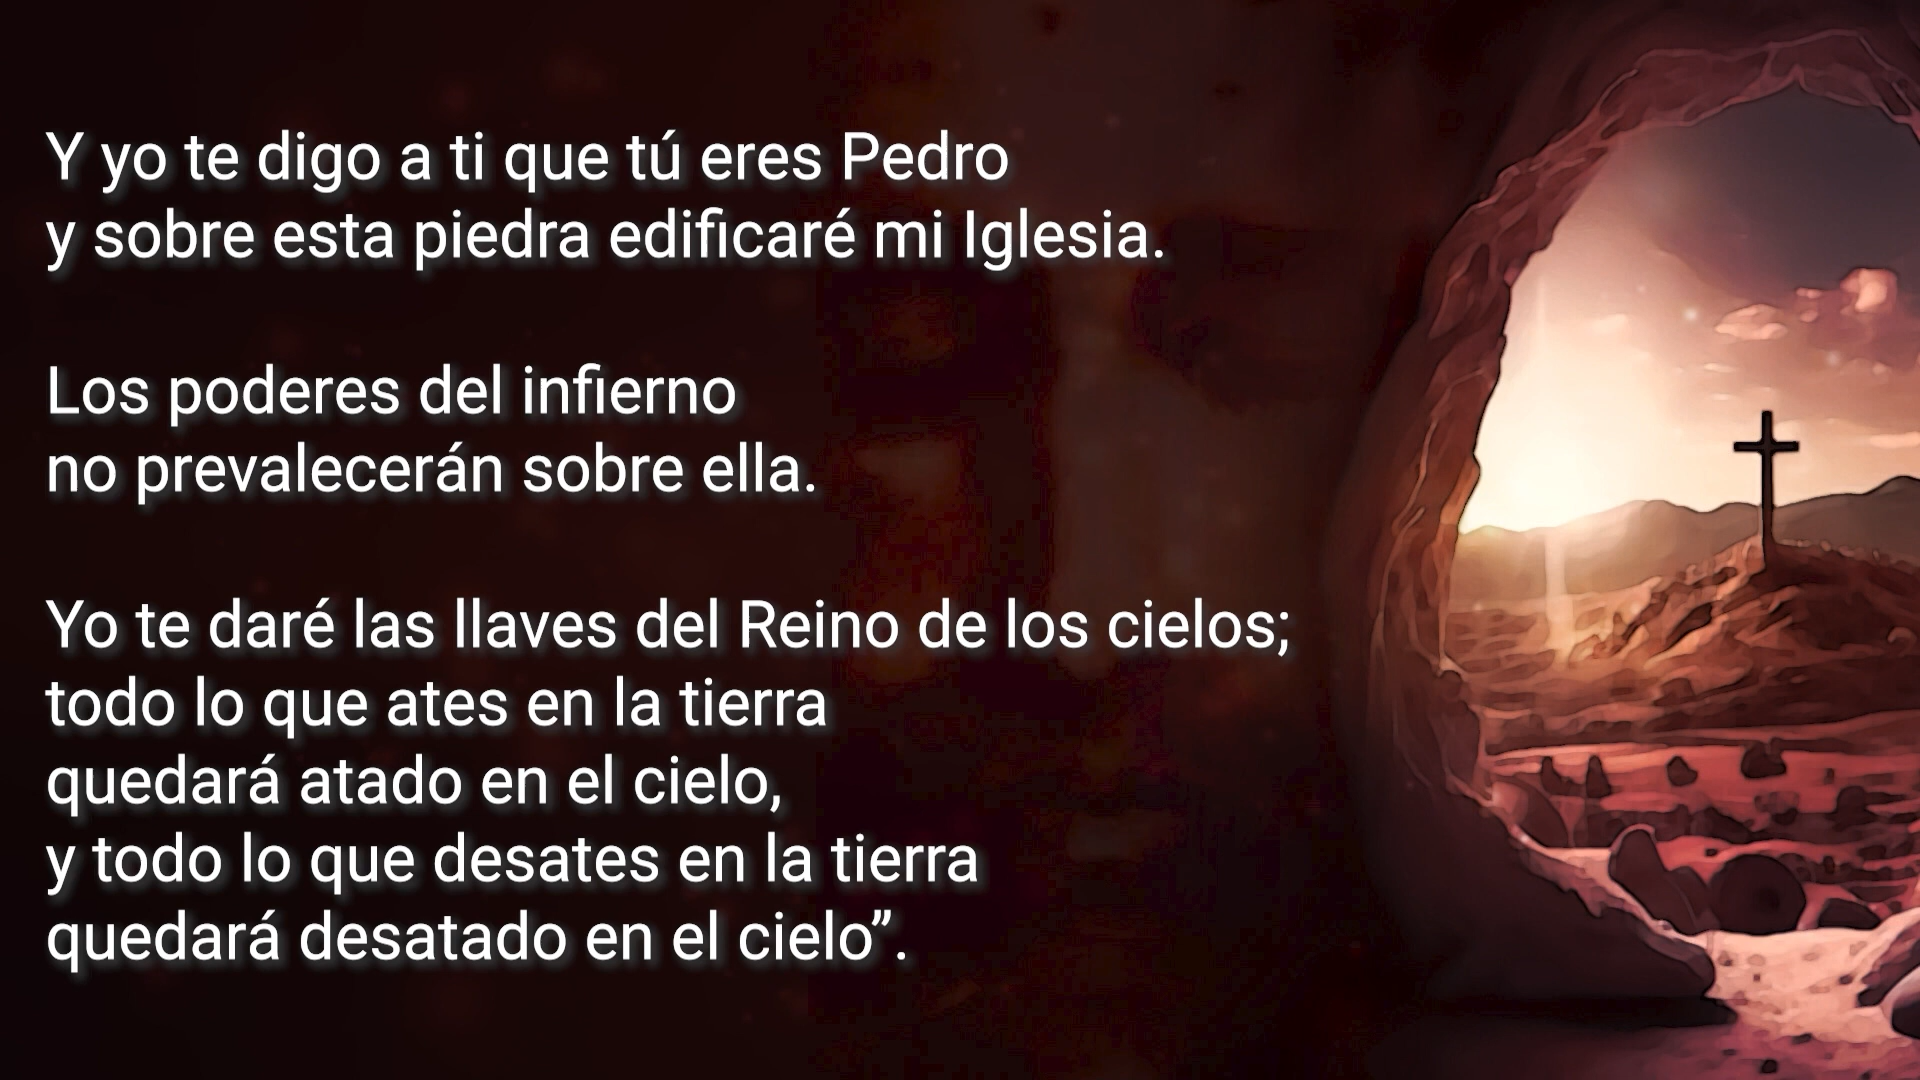 Y yo te digo a ti que tú eres Pedro
y sobre esta piedra edificaré mi Iglesia.
Los poderes del infierno
no prevalecerán sobre ella.
Yo te daré las llaves del Reino de los cielos;
todo lo que ates en la tierra
quedará atado en el cielo,
y todo lo que desates en la tierra
quedará desatado en el cielo”.